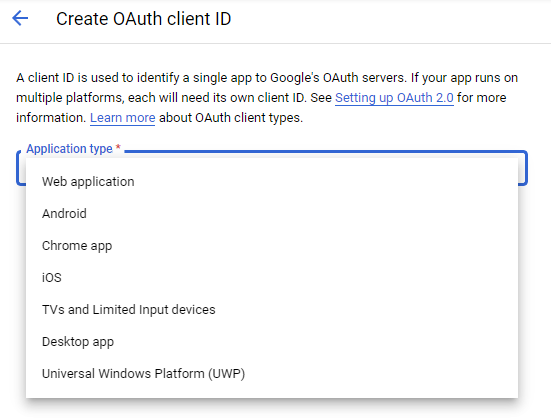 Create OAuth client ID
A client ID is used to identify a single app to Google's OAuth servers. If your app runs on
multiple platforms, each will need its own client ID. See Setting up OAuth 2.0 for more
information. Learn more about OAuth client types.
Application type *
Web application
Android
Chrome app
iOS
TVs and Limited Input devices
Desktop app
Universal Windows Platform (UWP)